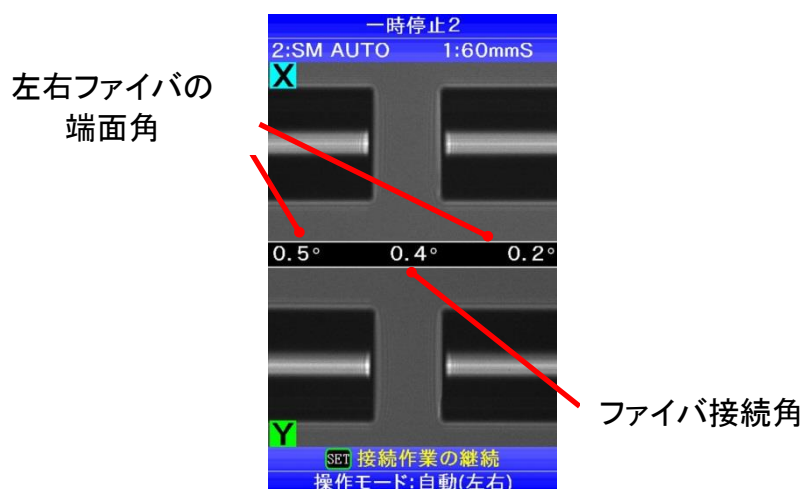 一時停止2
2:SM AUTO 1:60mmS
X
左右ファイバの
端面角
0.5° 0.4° 0.2°
ファイバ接続角
Y
SET 接続作業の継続
操作モード:自動(左右)